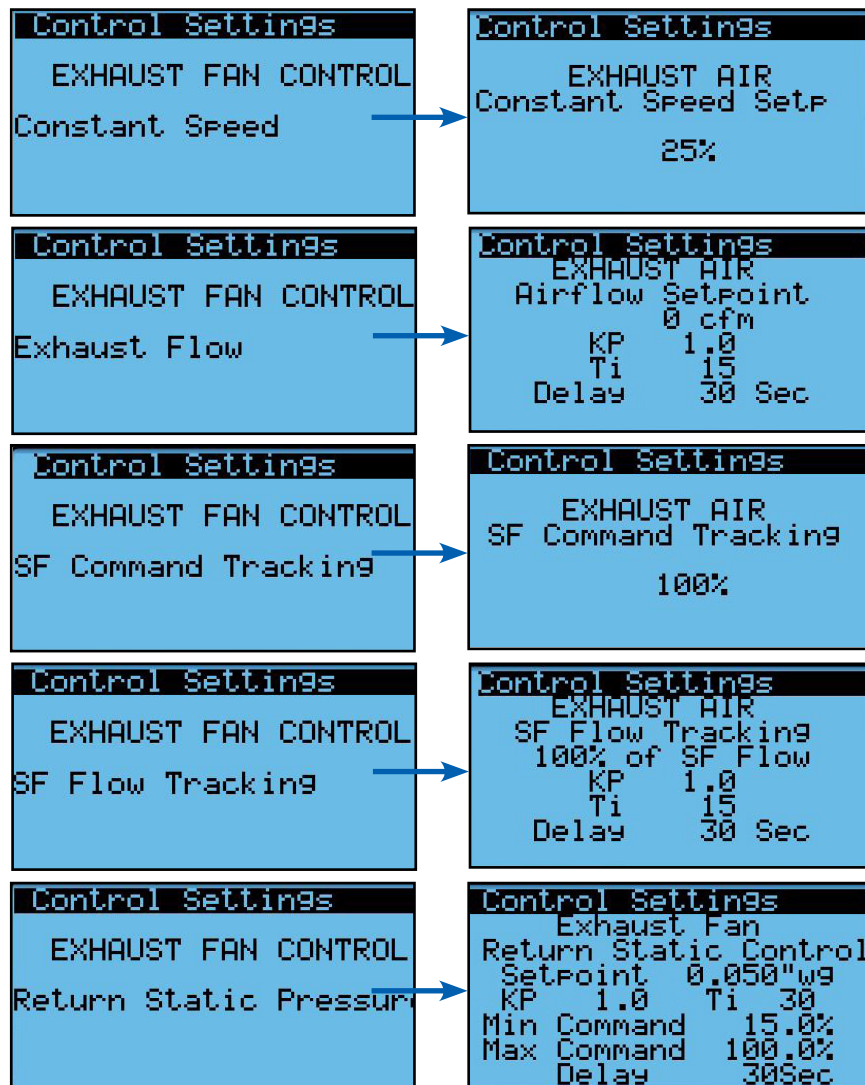 Control Settings
EXHAUST FAN CONTROL
Constant Speed
Control Settings
EXHAUST AIR
Constant Speed Setp
25%
Control Settings
EXHAUST FAN CONTROL
Exhaust Flow
Control Settings
EXHAUST AIR
Airflow Setpoint
0 cfm
KP 1.0
Ti 15
Delay 30 Sec
Control Settings
EXHAUST FAN CONTROL
SF Command Tracking
Control Settings
EXHAUST AIR
SF Command Tracking
100%
Control Settings
EXHAUST FAN CONTROL
SF Flow Tracking
Control Settings
EXHAUST AIR
SF Flow Tracking
100% of SF Flow
KP 1.0
Ti 15
Delay 30 Sec
Control Settings
EXHAUST FAN CONTROL
Return Static Pressure
Control Settings
Exhaust Fan
Return Static Control
Setpoint 0.050"wg
KP 1.0 Ti 30
Min Command 15.0%
Max Command 100.0%
Delay 30Sec